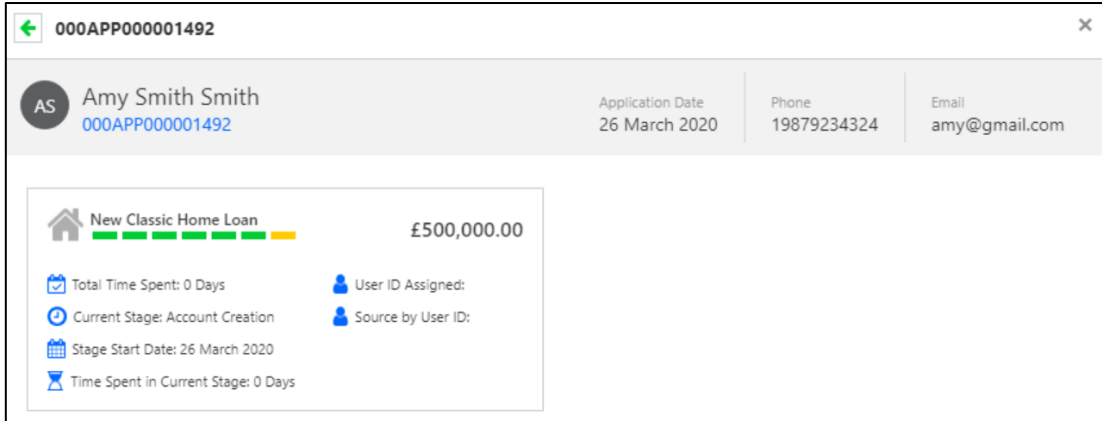 000APP000001492
AS
Amy Smith Smith
000APP000001492
Application Date
26 March 2020
Phone
19879234324
Email
amy@gmail.com
New Classic Home Loan
£500,000.00
Total Time Spent: 0 Days
User ID Assigned:
Current Stage: Account Creation
Source by User ID:
Stage Start Date: 26 March 2020
Time Spent in Current Stage: 0 Days